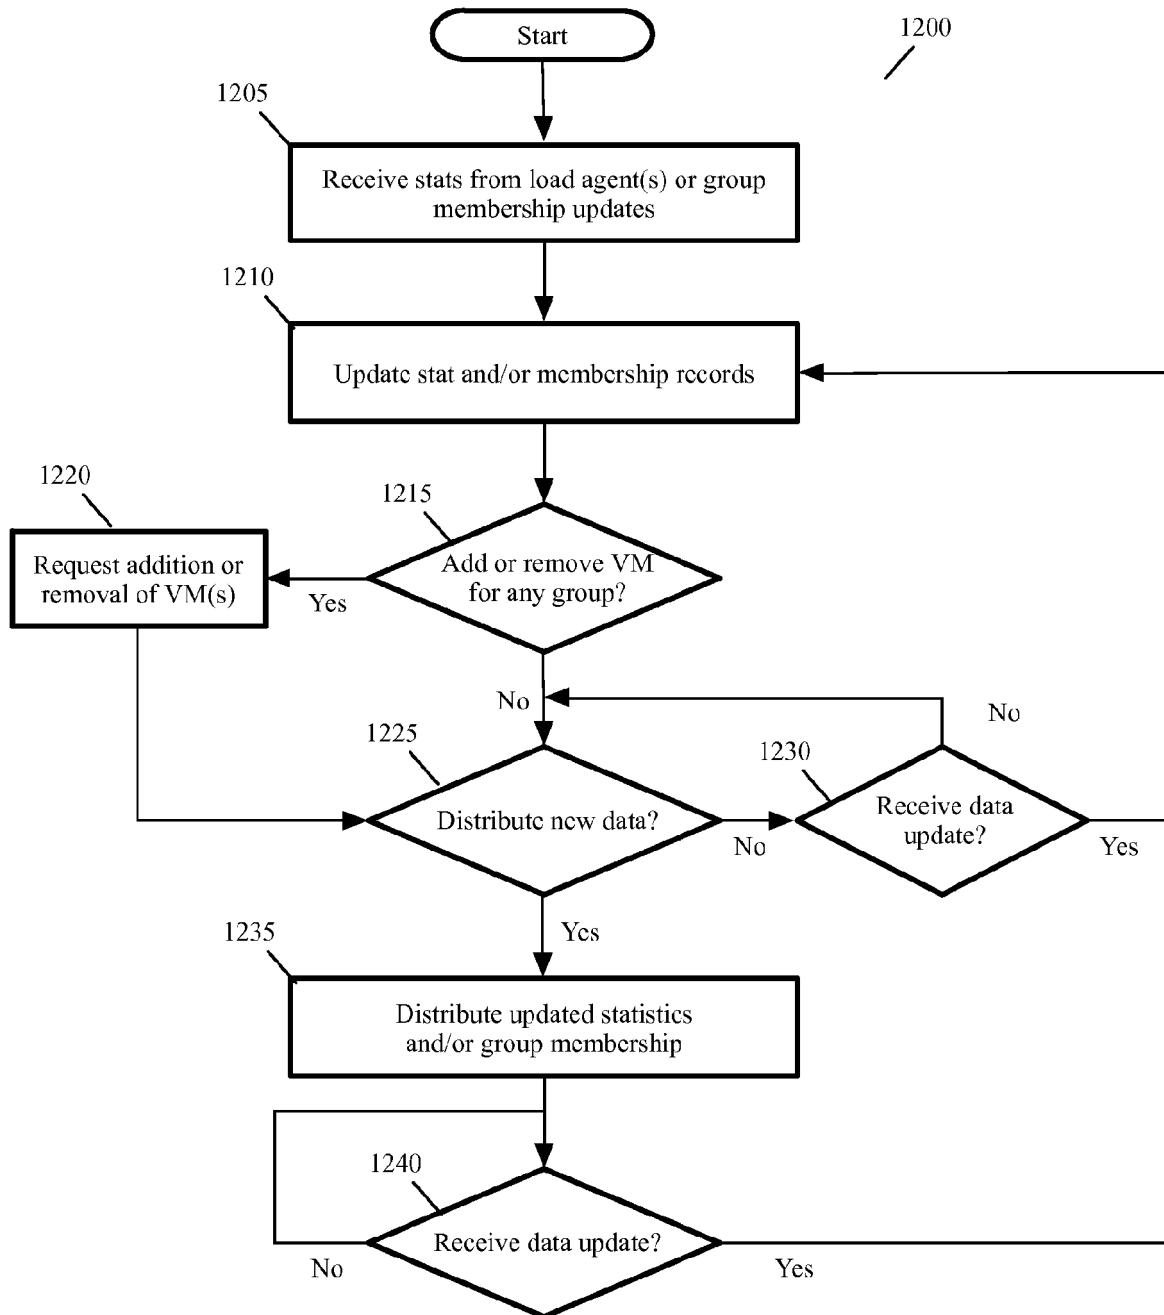 Start
1200
1205
Receive stats from load agent(s) or group
membership updates
1210
Update stat and/or membership records
1220
1215
Request addition or
removal of VM(s)
Add or remove VM
for any group?
Yes
No
No
1225
1230
Distribute new data?
Receive data
update?
No
Yes
Yes
1235
Distribute updated statistics
and/or group membership
1240
Receive data update?
No
Yes